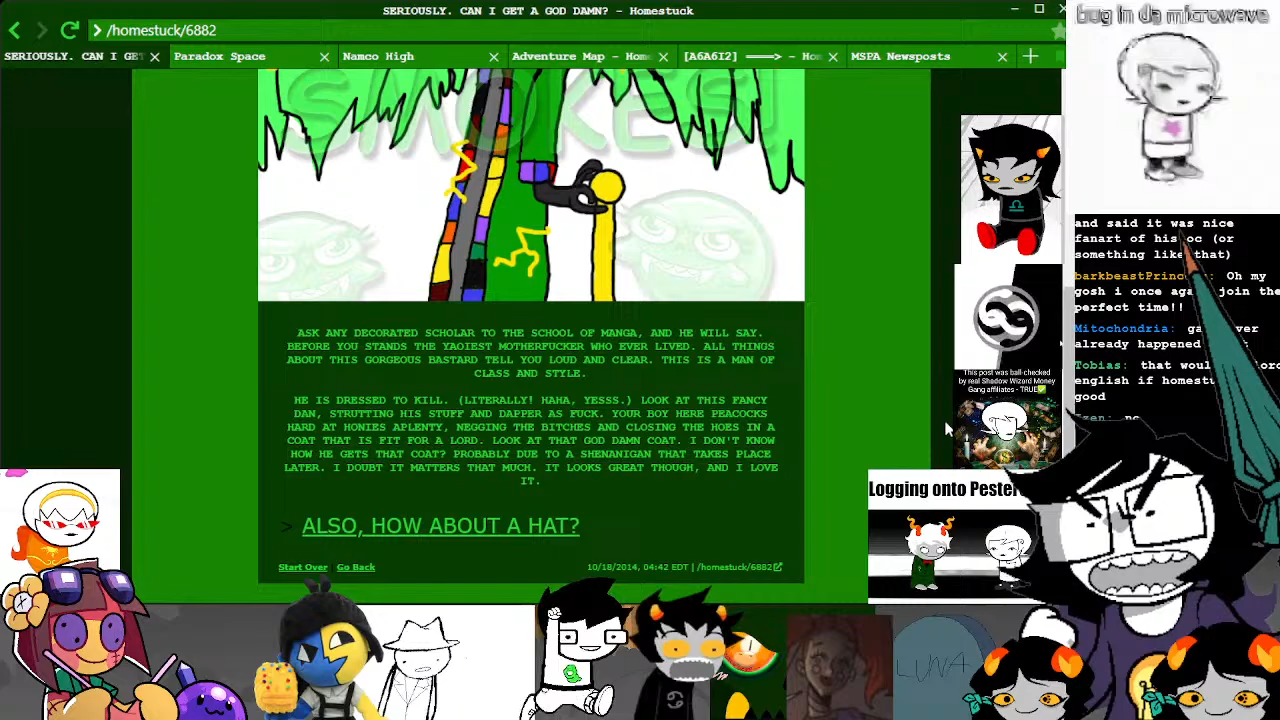 SERIOUSLY. CAN I GET A GOD DAMN? - Homestuck
/homestuck/6882
SERIOUSLY. CAN I GET
Paradox Space
Namco High
Adventure Map - Hom
[A6A6I2] ===> - Hom
MSPA Newsposts
bug in da microwave
SMOKES
and said it was nice
fanart of his oc (or
something like that)
Oh my
gosh i once again join the
perfect time!!
Mitochondria:
already happened
Tobias: that
english if
good
ASK ANY DECORATED SCHOLAR TO THE SCHOOL OF MANGA, AND HE WILL SAY.
BEFORE YOU STANDS THE YAOIEST MOTHERFUCKER WHO EVER LIVED. ALL THINGS
ABOUT THIS GORGEOUS BASTARD TELL YOU LOUD AND CLEAR. THIS IS A MAN OF
CLASS AND STYLE.
HE IS DRESSED TO KILL. (LITERALLY! HAHA, YESSS.) LOOK AT THIS FANCY
DAN, STRUTTING HIS STUFF AND DAPPER AS FUCK. YOUR BOY HERE PEACOCKS
HARD AT HONIES APLENTY, NEGGING THE BITCHES AND CLOSING THE HOES IN A
COAT THAT IS FIT FOR A LORD. LOOK AT THAT GOD DAMN COAT. I DON'T KNOW
HOW HE GETS THAT COAT? PROBABLY DUE TO A SHENANIGAN THAT TAKES PLACE
LATER. I DOUBT IT MATTERS THAT MUCH. IT LOOKS GREAT THOUGH, AND I LOVE
IT.
> ALSO, HOW ABOUT A HAT?
Start Over | Go Back
10/18/2014, 04:42 EDT | /homestuck/6882
This post was ball-checked
by real Shadow Wizard Money
Gang affiliates - TRUE✅
Logging onto
LUNA